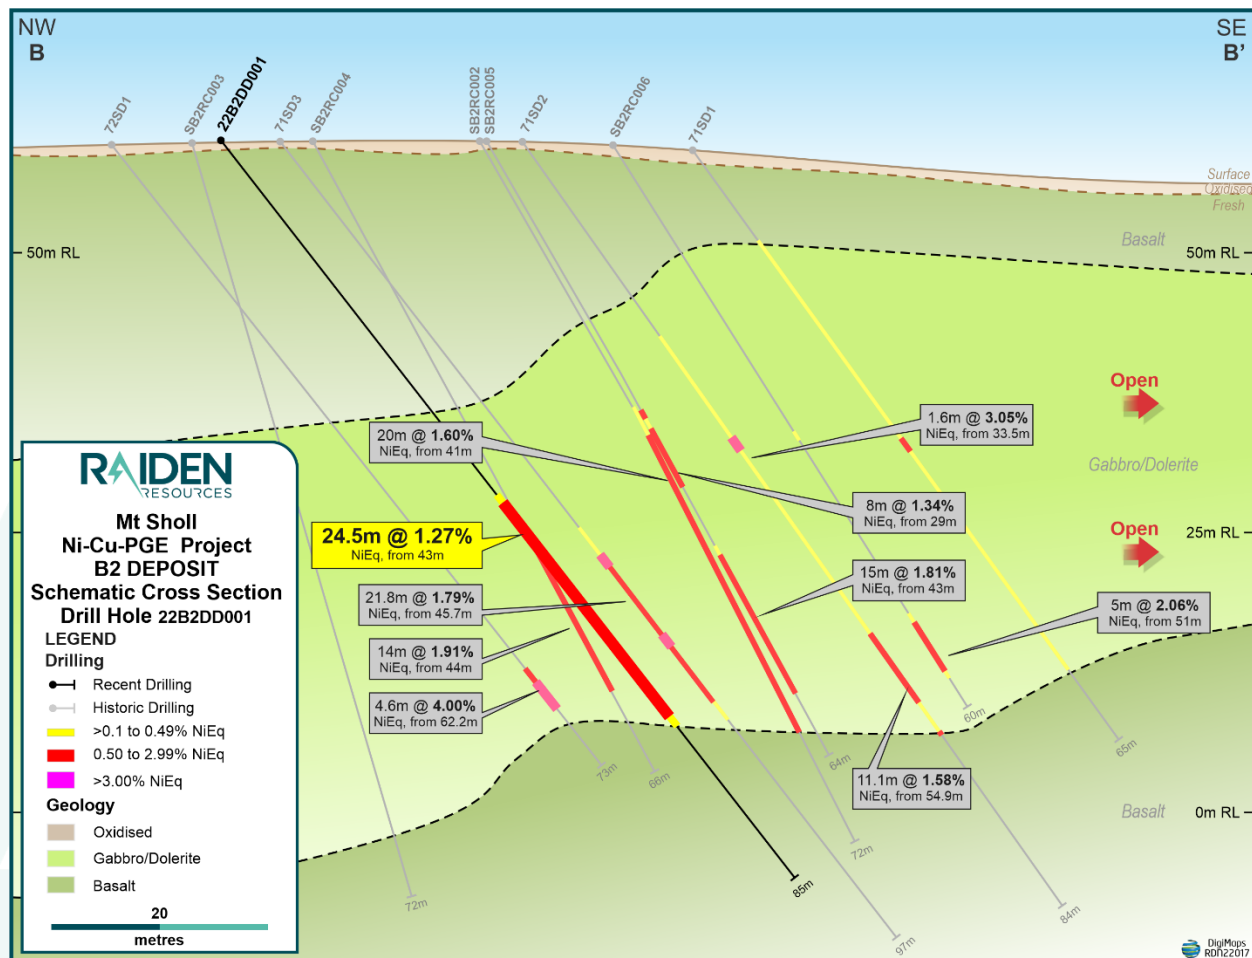 NW
B
SE
B'
72SD1
SB2RC003
22B2DD001
71SD3
SB2RC004
SB2RC002
SB2RC005
71SD2
SB2RC006
71SD1
Surface
Oxidised
Fresh
Basalt
50m RL
50m RL
Open
1.6m @ 3.05%
NiEq, from 33.5m
20m @ 1.60%
NiEq, from 41m
Gabbro/Dolerite
8m @ 1.34%
NiEq, from 29m
24.5m @ 1.27%
NiEq, from 43m
25m RL
Open
15m @ 1.81%
NiEq, from 43m
21.8m @ 1.79%
NiEq, from 45.7m
5m @ 2.06%
NiEq, from 51m
14m @ 1.91%
NiEq, from 44m
4.6m @ 4.00%
NiEq, from 62.2m
11.1m @ 1.58%
NiEq, from 54.9m
Basalt
0m RL
60m
65m
64m
73m
66m
72m
85m
72m
84m
97m
RAIDEN
RESOURCES
Mt Sholl
Ni-Cu-PGE Project
B2 DEPOSIT
Schematic Cross Section
Drill Hole 22B2DD001
LEGEND
Drilling
Recent Drilling
Historic Drilling
>0.1 to 0.49% NiEq
0.50 to 2.99% NiEq
>3.00% NiEq
Geology
Oxidised
Gabbro/Dolerite
Basalt
20
metres
DigiMaps
RDN22017